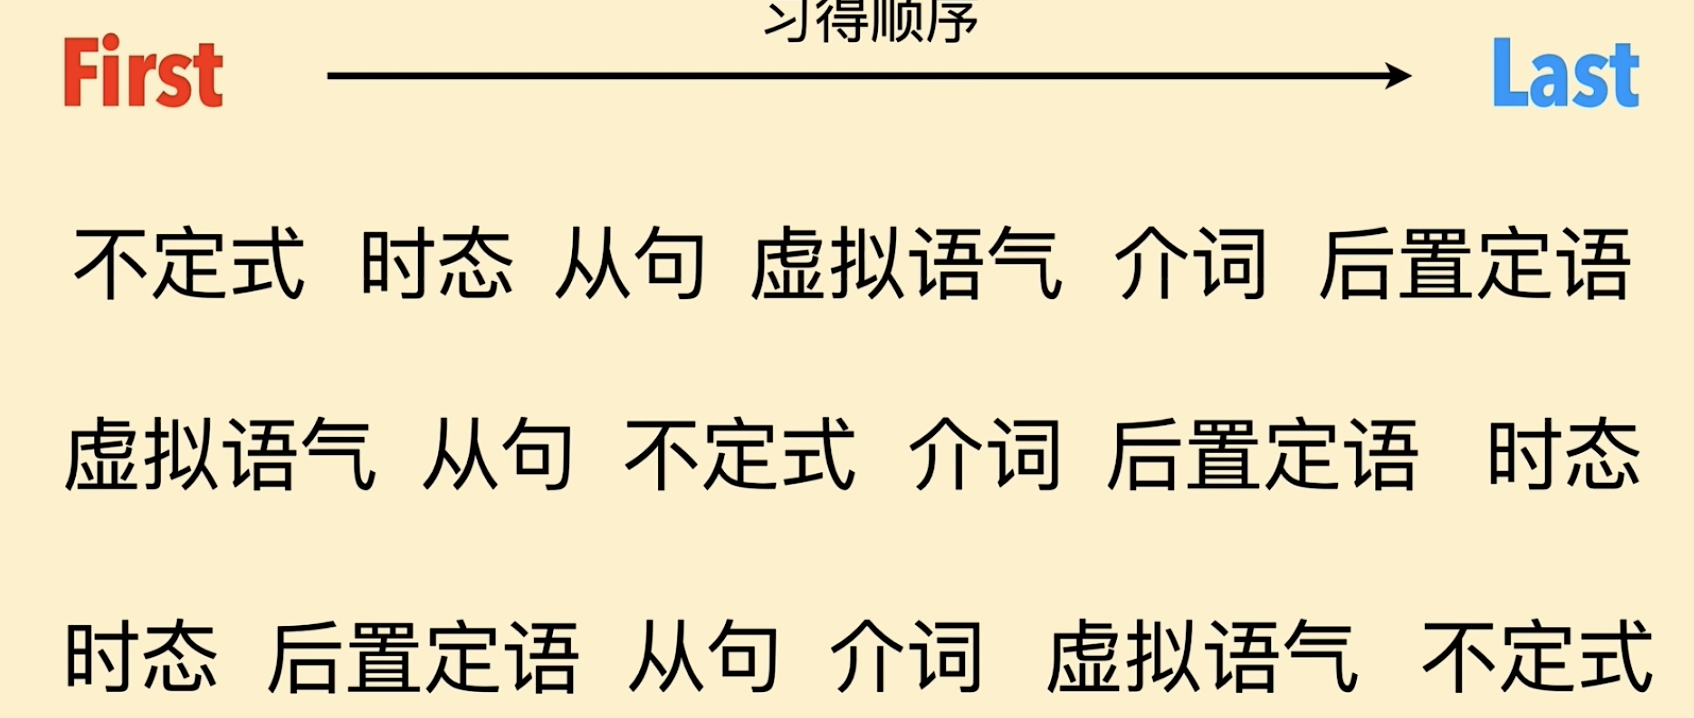 习得顺序
First Last
不定式 时态 从句 虚拟语气 介词 后置定语
虚拟语气 从句 不定式 介词 后置定语 时态
时态 后置定语 从句 介词 虚拟语气 不定式